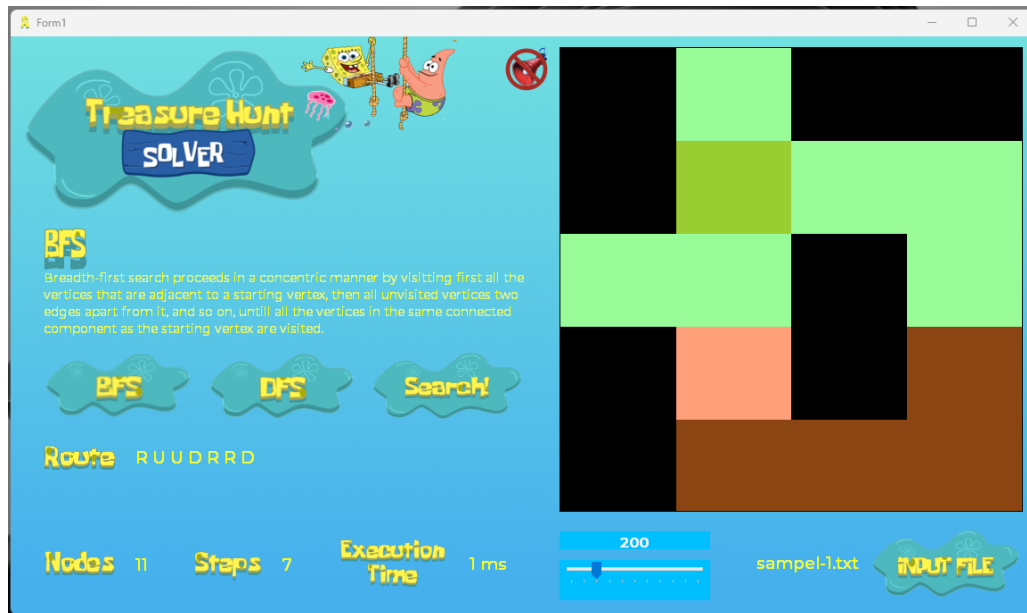 Form1
Treasure Hunt
SOLVER
BFS
Breadth-first search proceeds in a concentric manner by visitting first all the
vertices that are adjacent to a starting vertex, then all unvisited vertices two
edges apart from it, and so on, untill all the vertices in the same connected
component as the starting vertex are visited.
BFS DFS Search!
Route R U U D R R D
Nodes 11 Steps 7 Execution Time 1 ms
200
sampel-1.txt INPUT FILE